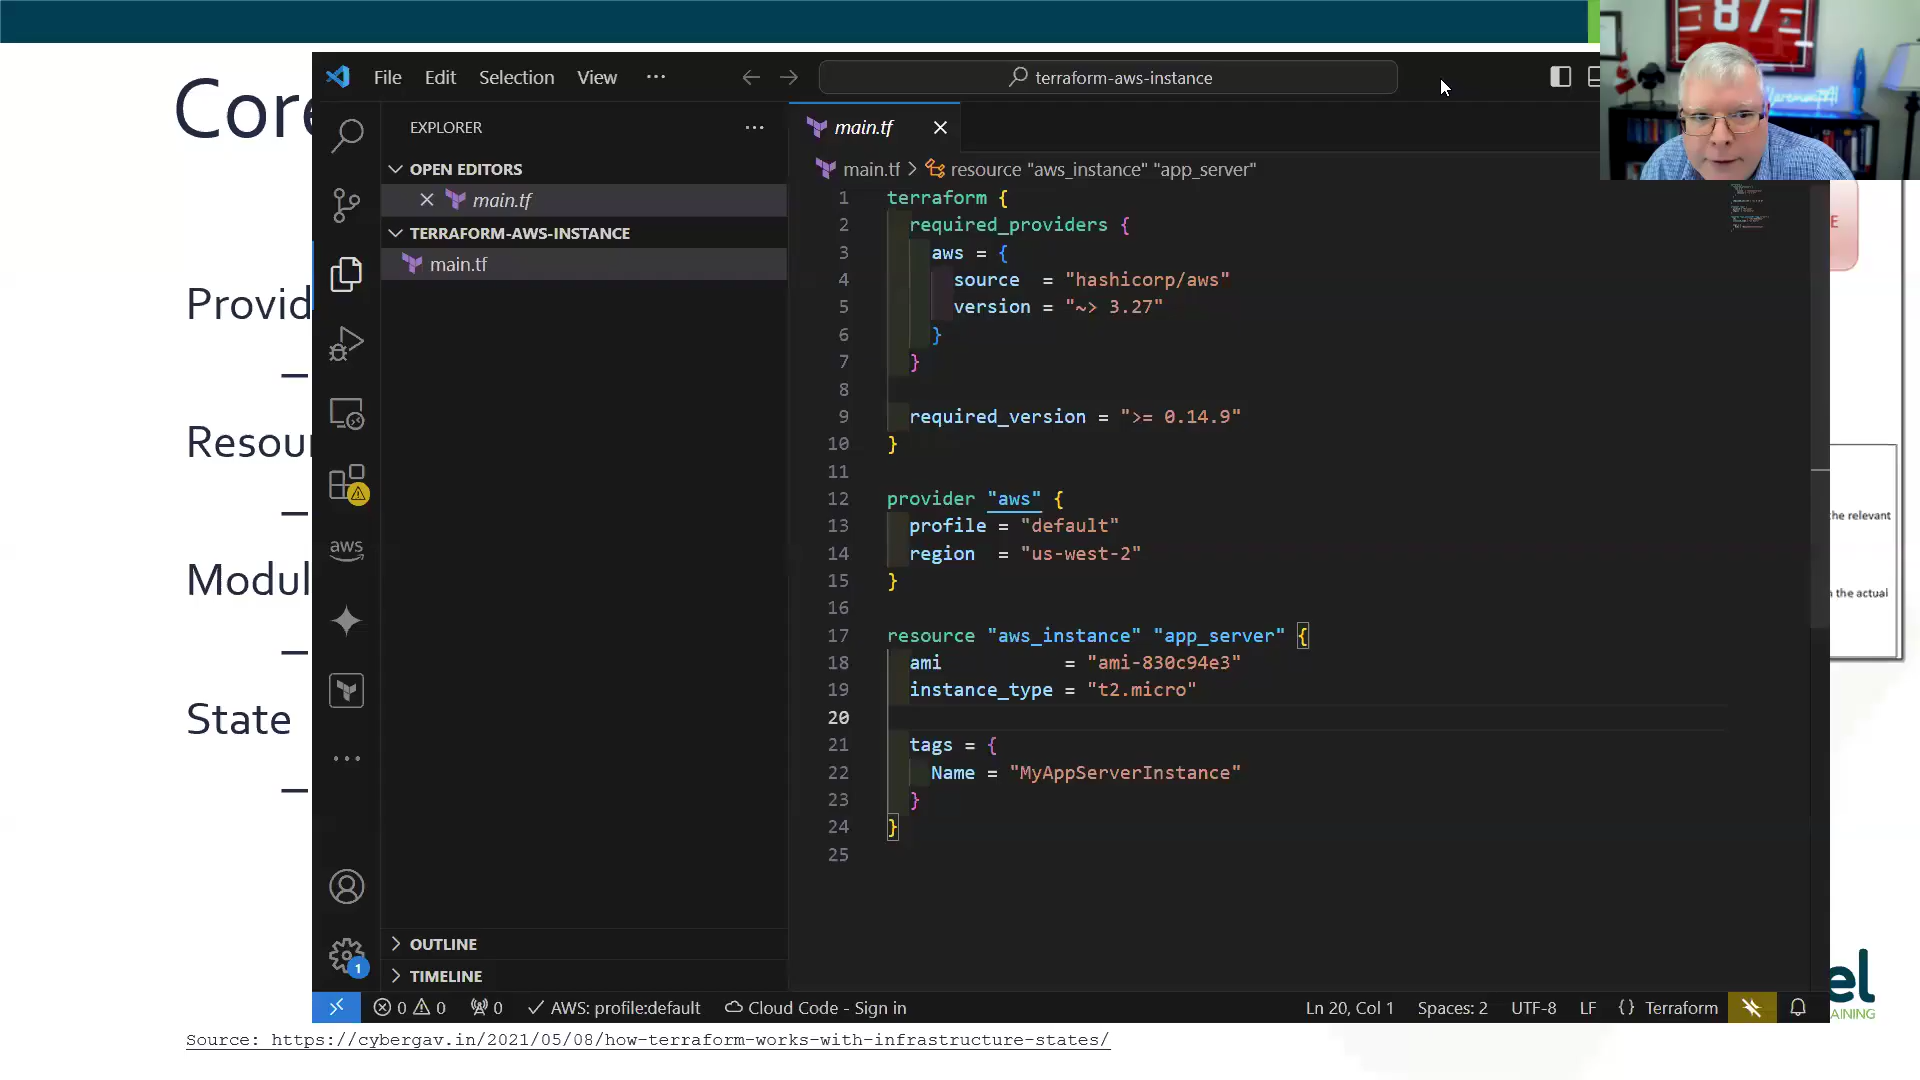 Core
Provid
–
Resour
–
Modul
–
State
–
File Edit Selection View ···
terraform-aws-instance
87
EXPLORER
OPEN EDITORS
main.tf
TERRAFORM-AWS-INSTANCE
main.tf
aws
OUTLINE
TIMELINE
main.tf
main.tf > resource "aws_instance" "app_server"
1 terraform {
2 required_providers {
3 aws = {
4 source = "hashicorp/aws"
5 version = "~> 3.27"
6 }
7 }
8
9 required_version = ">= 0.14.9"
10 }
11
12 provider "aws" {
13 profile = "default"
14 region = "us-west-2"
15 }
16
17 resource "aws_instance" "app_server" {
18 ami = "ami-830c94e3"
19 instance_type = "t2.micro"
20
21 tags = {
22 Name = "MyAppServerInstance"
23 }
24 }
25
E
he relevant
the actual
0 0 0 AWS: profile:default Cloud Code - Sign in Ln 20, Col 1 Spaces: 2 UTF-8 LF {} Terraform
1
el
AINING
Source: https://cybergav.in/2021/05/08/how-terraform-works-with-infrastructure-states/